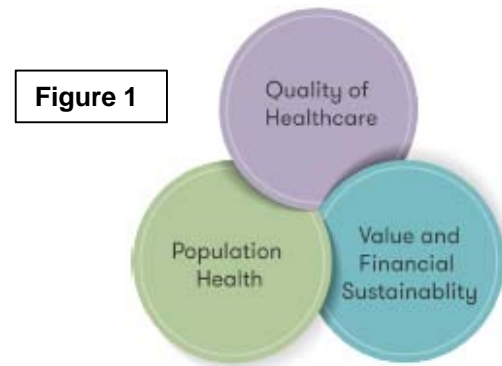 Figure 1
Quality of
Healthcare
Population
Health
Value and
Financial
Sustainablity